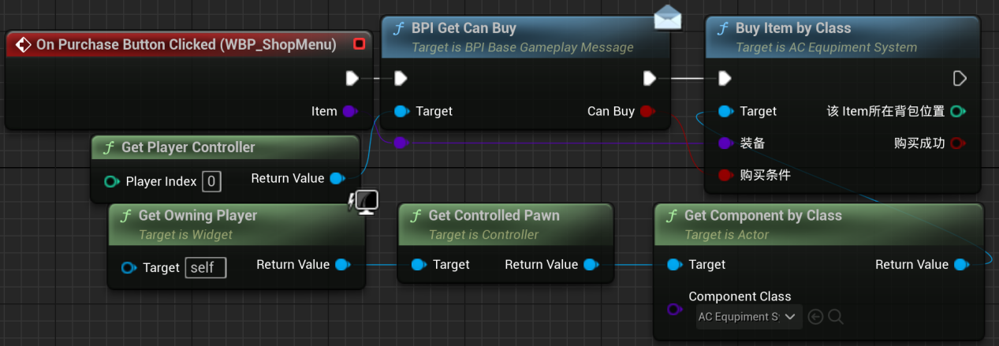 On Purchase Button Clicked (WBP_ShopMenu)
Item
BPI Get Can Buy
Target is BPI Base Gameplay Message
Target
Can Buy
Buy Item by Class
Target is AC Equpiment System
Target
该 Item所在背包位置
装备
购买成功
购买条件
Get Player Controller
Player Index 0
Return Value
Get Owning Player
Target is Widget
Target self
Return Value
Get Controlled Pawn
Target is Controller
Target
Return Value
Get Component by Class
Target is Actor
Target
Return Value
Component Class
AC Equpiment S